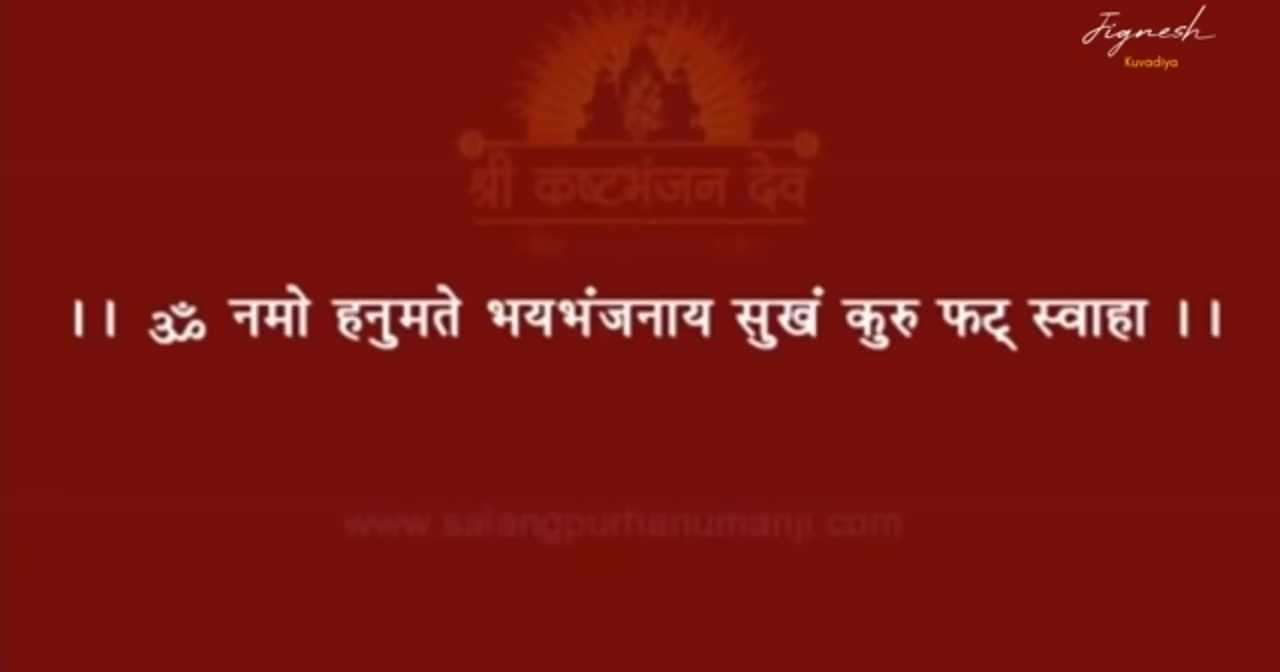 Jignesh
Kuvadiya
श्री कष्टभंजन देव
।। ॐ नमो हनुमते भयभंजनाय सुखं कुरु फट् स्वाहा ।।
www.salangpurhanumanji.com